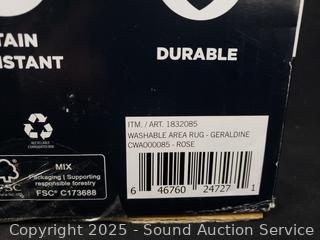 TAIN
ISTANT
DURABLE
ITM. / ART. 1832085
WASHABLE AREA RUG - GERALDINE
CWA000085 - ROSE
6 46760 24727 1
MIX
Packaging | Supporting
responsible forestry
FSC® C173688
FSC
Copyright 2025 - Sound Auction Service